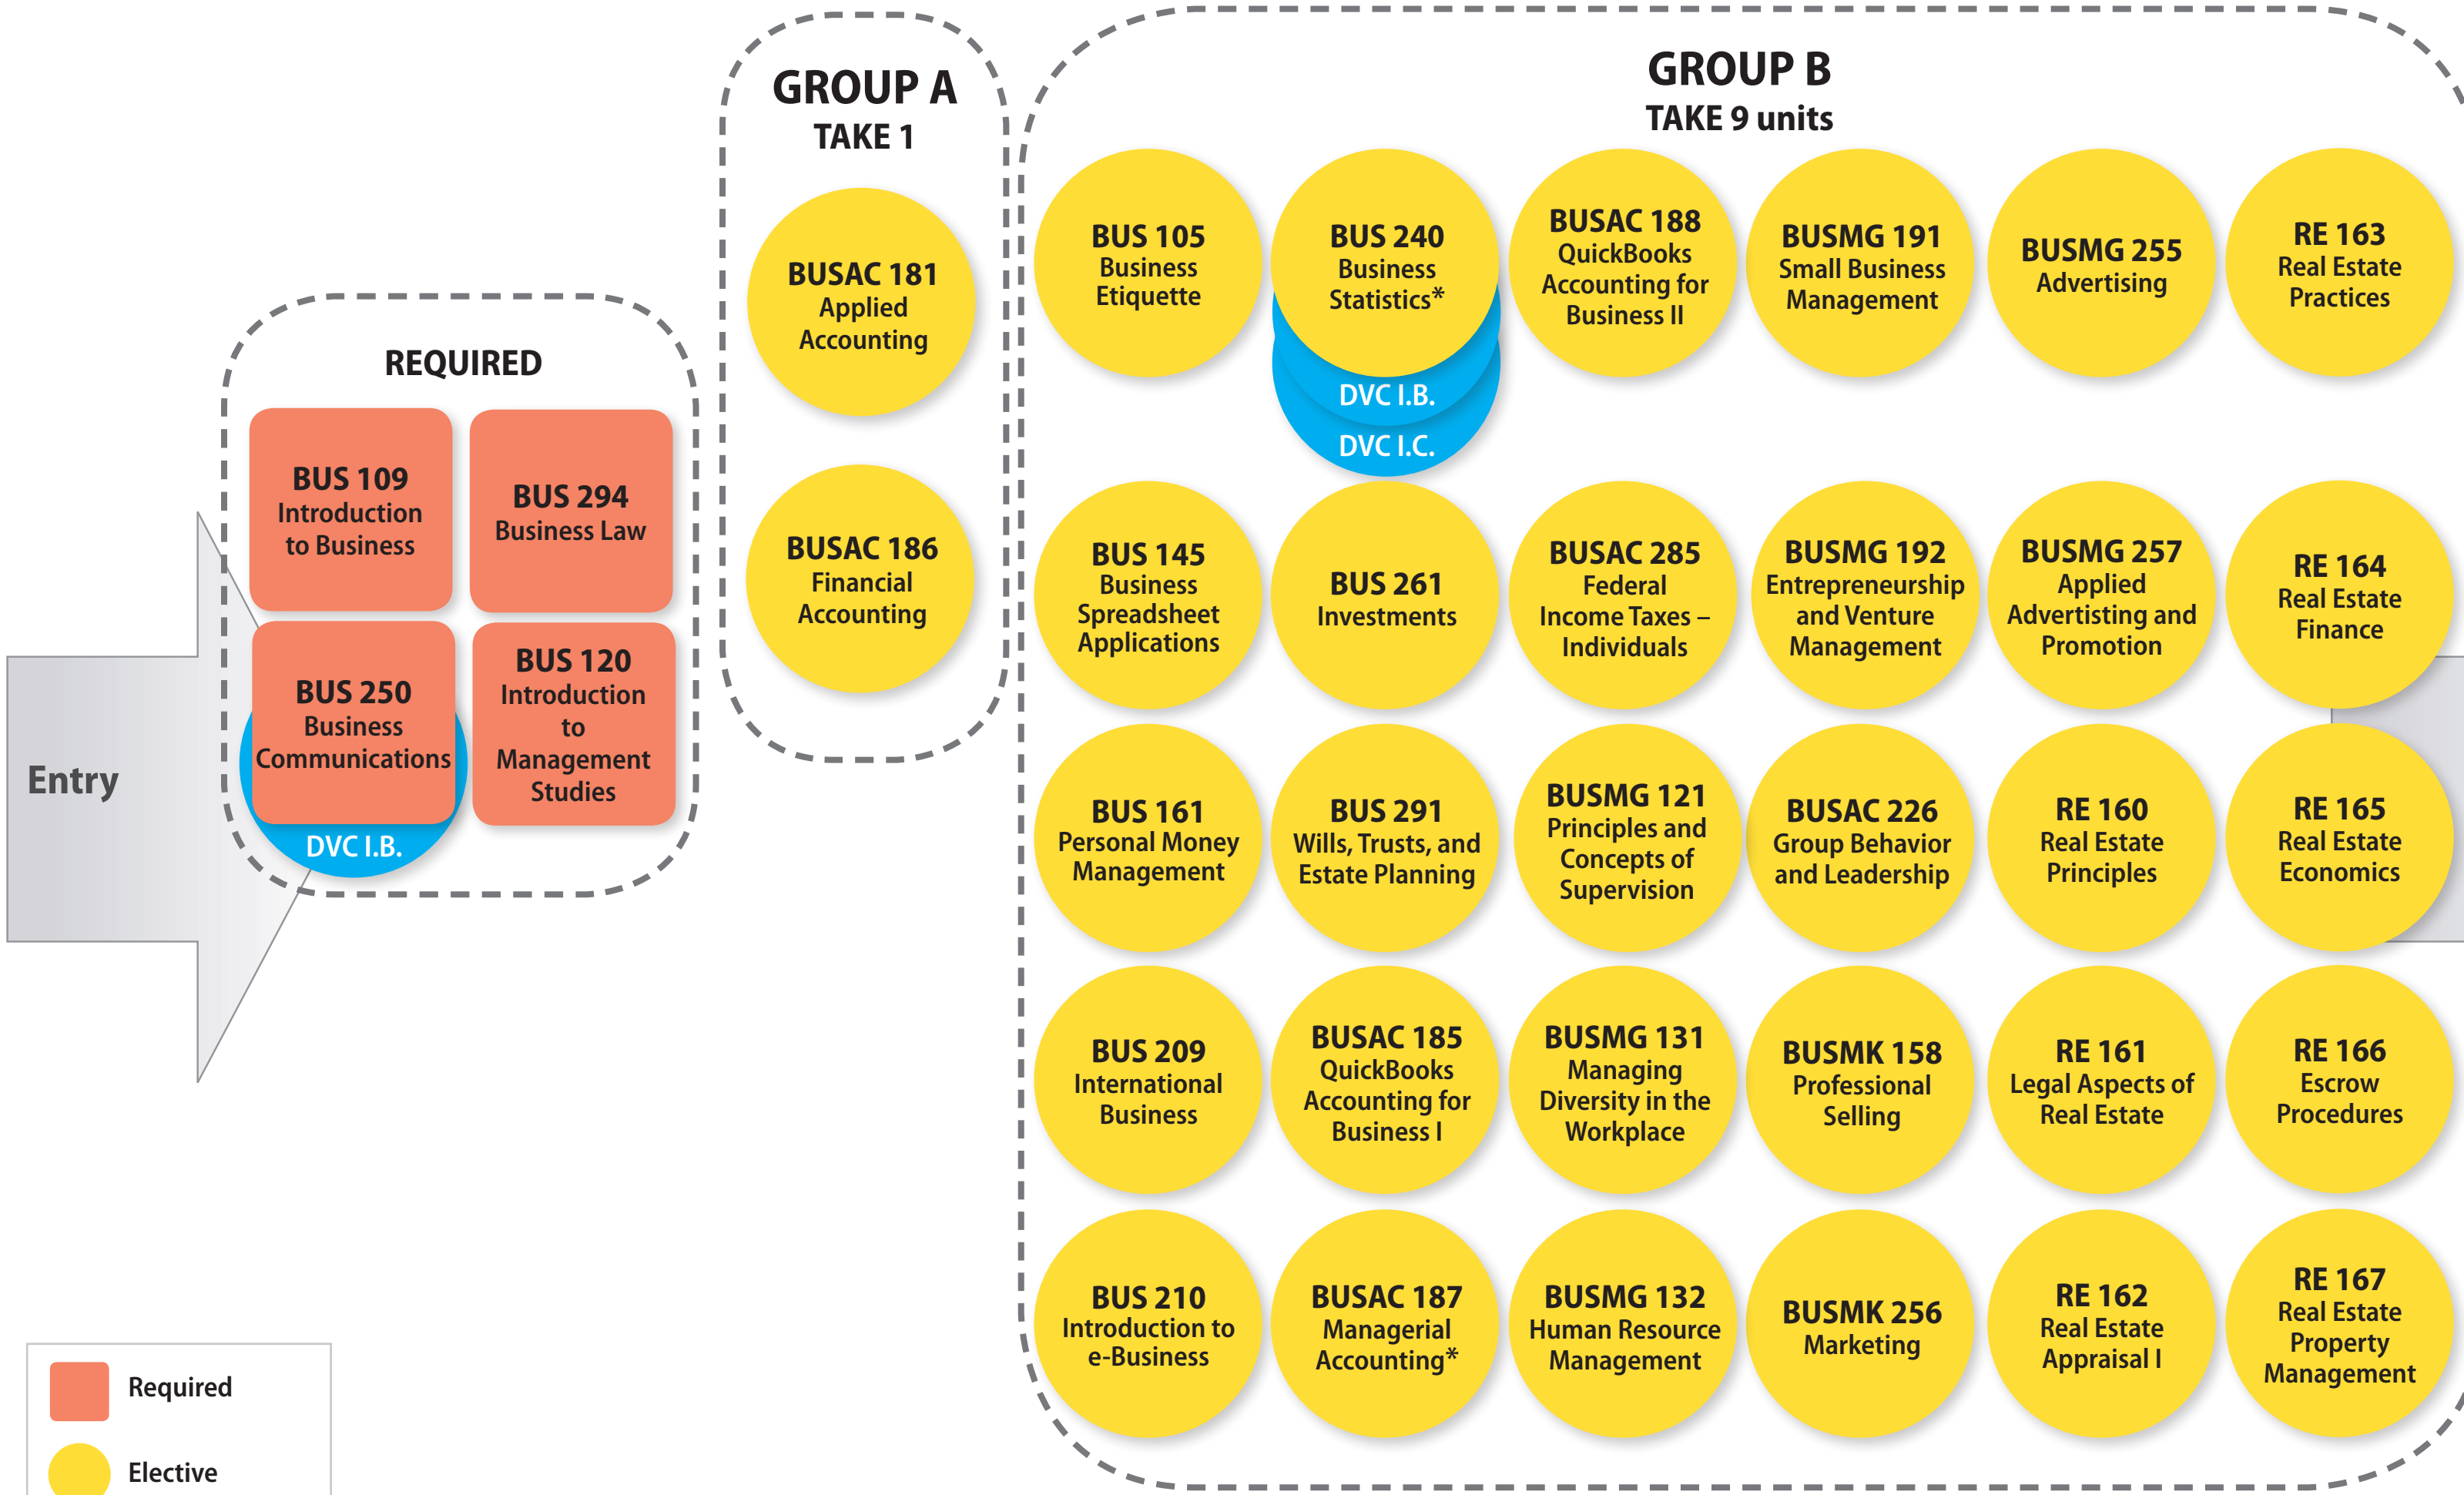 Entry
REQUIRED
BUS 109
Introduction
to Business
BUS 294
Business Law
BUS 250
Business
Communications
DVC I.B.
BUS 120
Introduction
to
Management
Studies
GROUP A
TAKE 1
BUSAC 181
Applied
Accounting
BUSAC 186
Financial
Accounting
GROUP B
TAKE 9 units
BUS 105
Business
Etiquette
BUS 240
Business
Statistics*
DVC I.B.
DVC I.C.
BUSAC 188
QuickBooks
Accounting for
Business II
BUSMG 191
Small Business
Management
BUSMG 255
Advertising
RE 163
Real Estate
Practices
BUS 145
Business
Spreadsheet
Applications
BUS 261
Investments
BUSAC 285
Federal
Income Taxes –
Individuals
BUSMG 192
Entrepreneurship
and Venture
Management
BUSMG 257
Applied
Advertisting and
Promotion
RE 164
Real Estate
Finance
BUS 161
Personal Money
Management
BUS 291
Wills, Trusts, and
Estate Planning
BUSMG 121
Principles and
Concepts of
Supervision
BUSAC 226
Group Behavior
and Leadership
RE 160
Real Estate
Principles
RE 165
Real Estate
Economics
BUS 209
International
Business
BUSAC 185
QuickBooks
Accounting for
Business I
BUSMG 131
Managing
Diversity in the
Workplace
BUSMK 158
Professional
Selling
RE 161
Legal Aspects of
Real Estate
RE 166
Escrow
Procedures
BUS 210
Introduction to
e-Business
BUSAC 187
Managerial
Accounting*
BUSMG 132
Human Resource
Management
BUSMK 256
Marketing
RE 162
Real Estate
Appraisal I
RE 167
Real Estate
Property
Management
Required
Elective